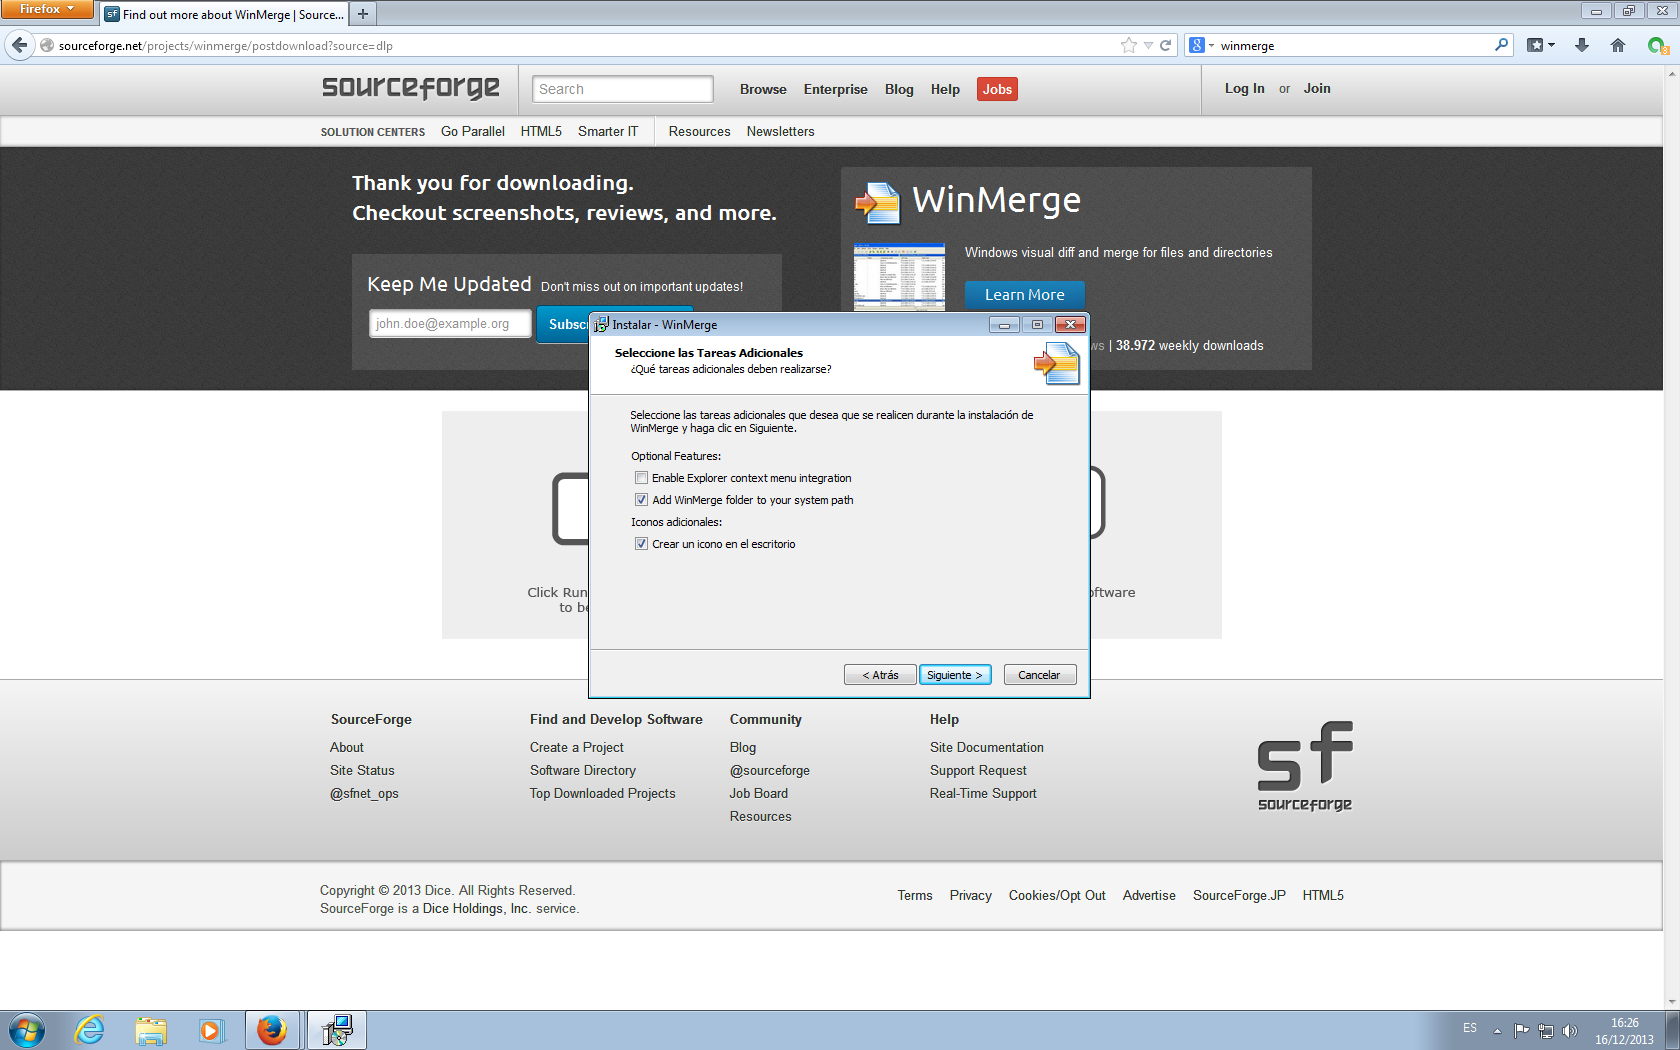 Firefox
Find out more about WinMerge | Source...
sourceforge.net/projects/winmerge/postdownload?source=dlp
winmerge
sourceforge
Search
Browse Enterprise Blog Help Jobs
Log In or Join
SOLUTION CENTERS Go Parallel HTML5 Smarter IT Resources Newsletters
Thank you for downloading.
Checkout screenshots, reviews, and more.
WinMerge
Windows visual diff and merge for files and directories
Learn More
Keep Me Updated Don't miss out on important updates!
john.doe@example.org
Subsc
ws | 38.972 weekly downloads
Instalar - WinMerge
Seleccione las Tareas Adicionales
¿Qué tareas adicionales deben realizarse?
Seleccione las tareas adicionales que desea que se realicen durante la instalación de
WinMerge y haga clic en Siguiente.
Optional Features:
Enable Explorer context menu integration
Add WinMerge folder to your system path
Iconos adicionales:
Crear un icono en el escritorio
< Atrás
Siguiente >
Cancelar
Click Run
to be
oftware
SourceForge
About
Site Status
@sfnet_ops
Find and Develop Software
Create a Project
Software Directory
Top Downloaded Projects
Community
Blog
@sourceforge
Job Board
Resources
Help
Site Documentation
Support Request
Real-Time Support
sf
sourceforge
Copyright © 2013 Dice. All Rights Reserved.
SourceForge is a Dice Holdings, Inc. service.
Terms Privacy Cookies/Opt Out Advertise SourceForge.JP HTML5
ES
16:26
16/12/2013